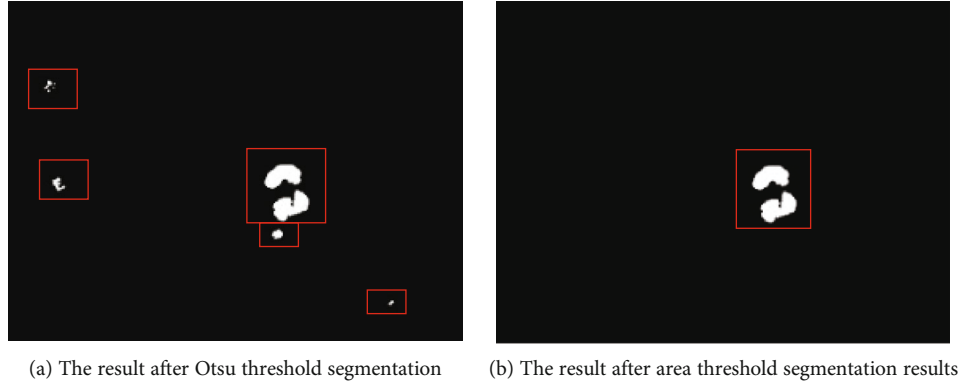 (a) The result after Otsu threshold segmentation
(b) The result after area threshold segmentation results